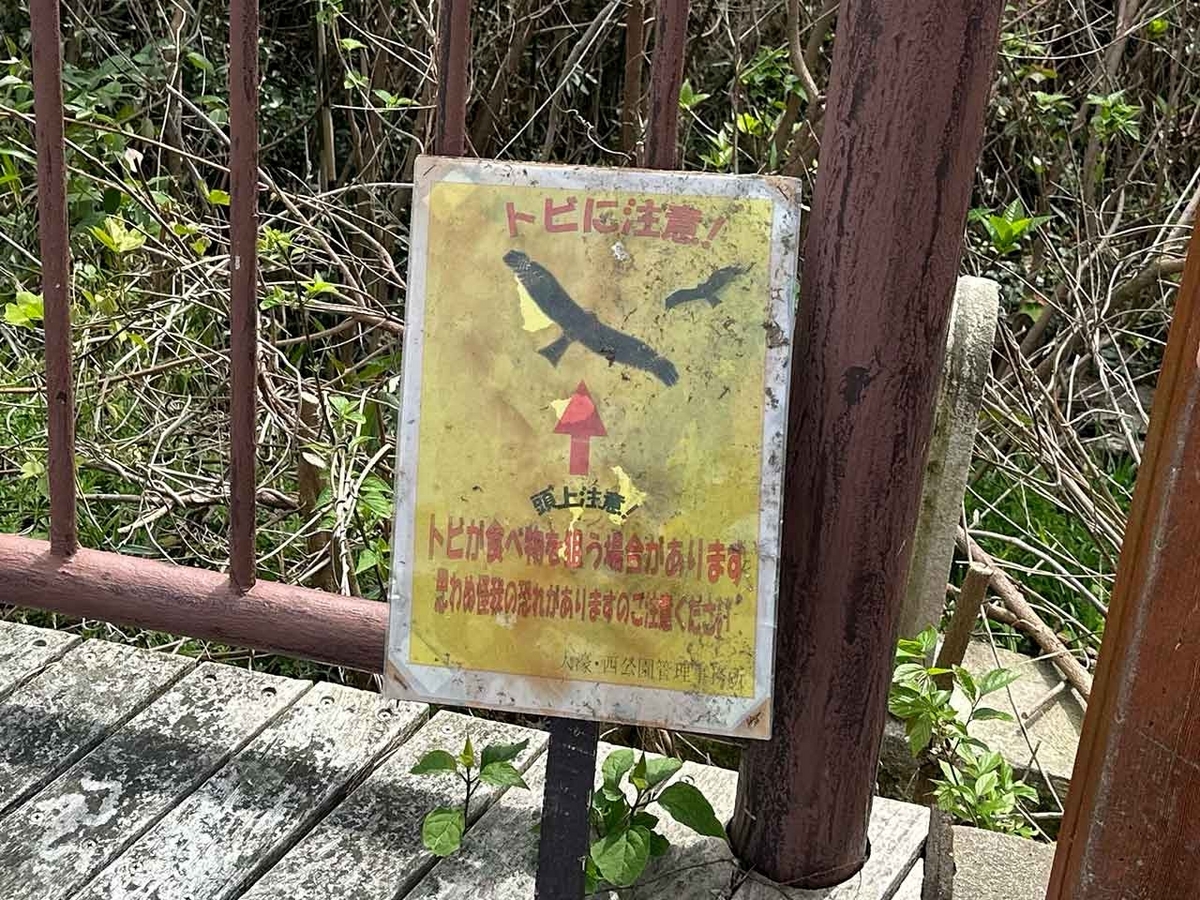 トビに注意!
頭上注意!
トビが食べ物を狙う場合があります
思わぬ怪我の恐れがありますのご注意ください
大濠・西公園管理事務所